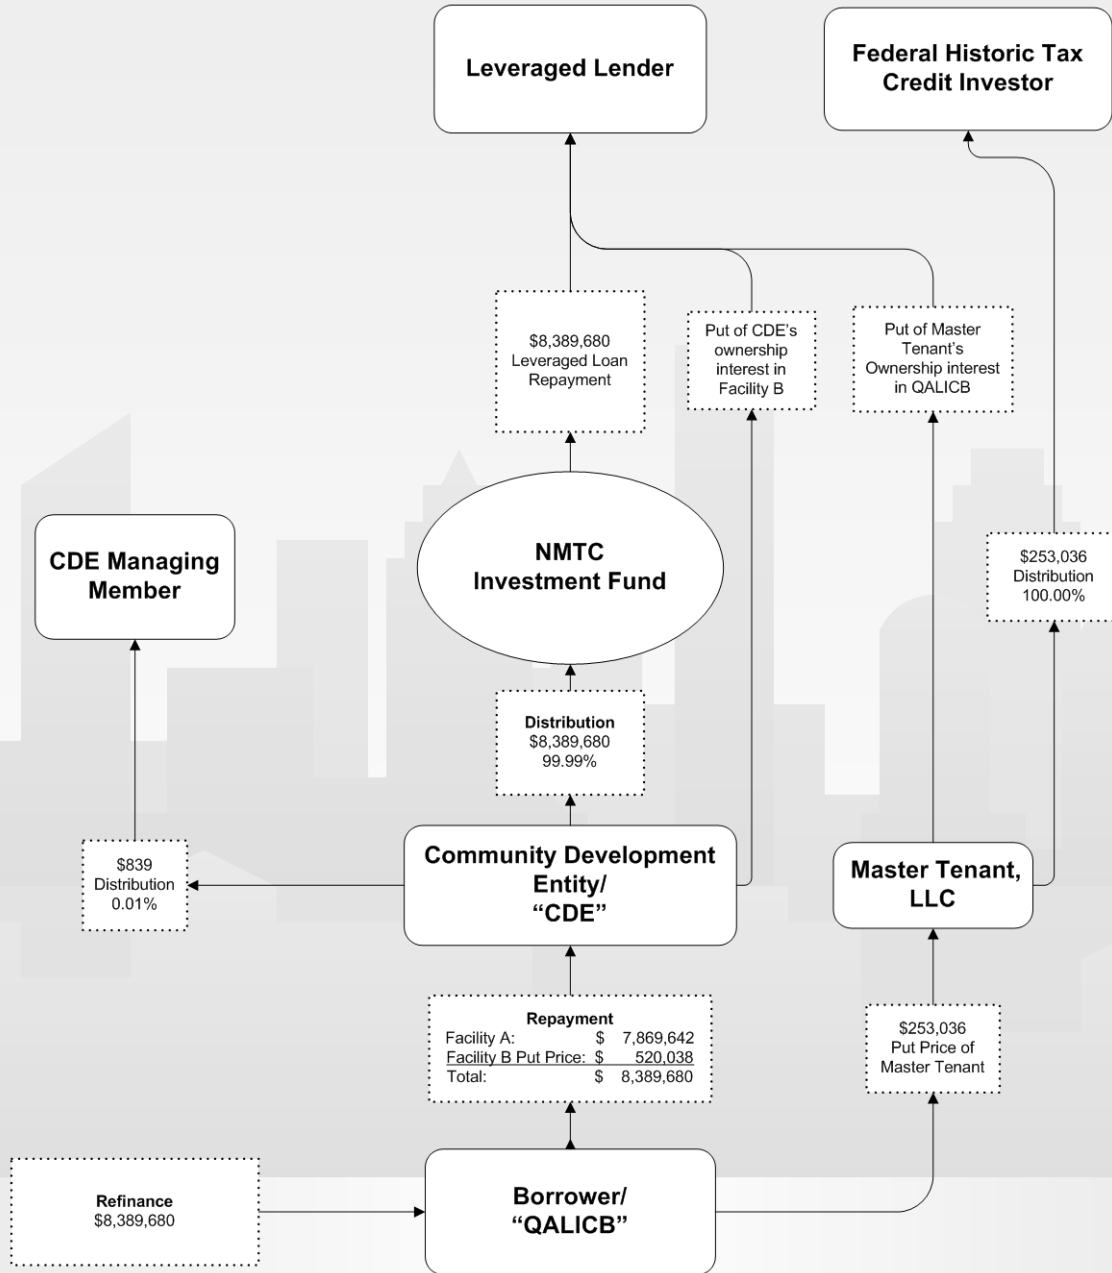 Leveraged Lender
Federal Historic Tax
Credit Investor
$8,389,680
Leveraged Loan
Repayment
Put of CDE’s
ownership
interest in
Facility B
Put of Master
Tenant’s
Ownership interest
in QALICB
CDE Managing
Member
NMTC
Investment Fund
$253,036
Distribution
100.00%
Distribution
$8,389,680
99.99%
$839
Distribution
0.01%
Community Development
Entity/
“CDE”
Master Tenant,
LLC
Repayment
Facility A: $ 7,869,642
Facility B Put Price: $ 520,038
Total: $ 8,389,680
$253,036
Put Price of
Master Tenant
Refinance
$8,389,680
Borrower/
“QALICB”